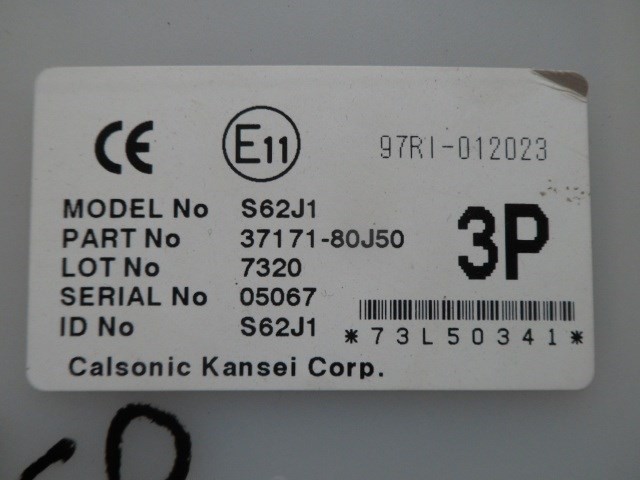 CE E11 97RI-012023
MODEL No S62J1
PART No 37171-80J50
LOT No 7320
SERIAL No 05067
ID No S62J1
3P
*73L50341*
Calsonic Kansei Corp.